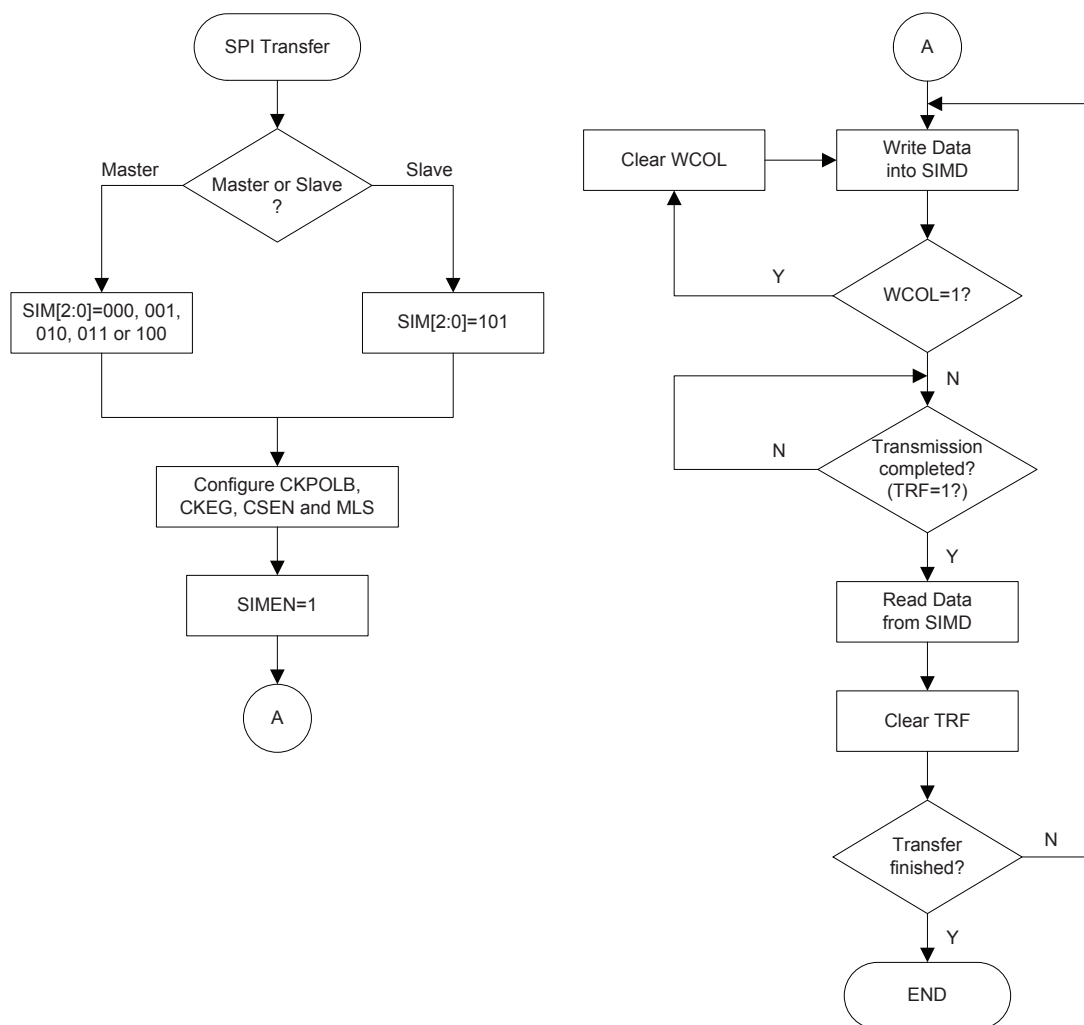 SPI Transfer
Master
Master or Slave
?
Slave
SIM[2:0]=000, 001,
010, 011 or 100
SIM[2:0]=101
Configure CKPOLB,
CKEG, CSEN and MLS
SIMEN=1
A
A
Clear WCOL
Write Data
into SIMD
Y
WCOL=1?
N
N
Transmission
completed?
(TRF=1?)
Y
Read Data
from SIMD
Clear TRF
Transfer
finished?
N
Y
END